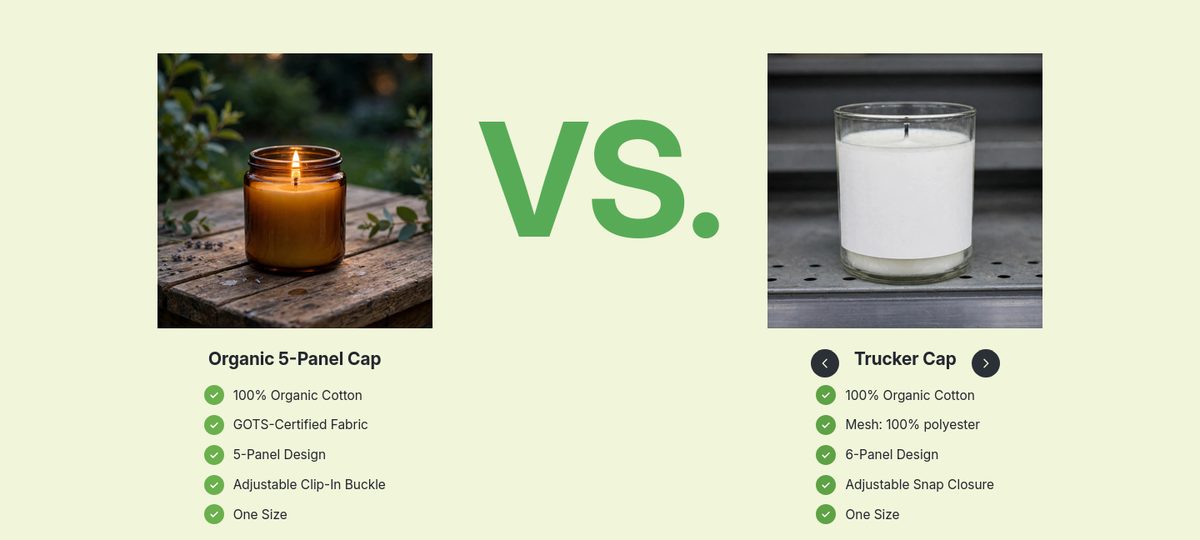 VS.
Organic 5-Panel Cap
100% Organic Cotton
GOTS-Certified Fabric
5-Panel Design
Adjustable Clip-In Buckle
One Size
Trucker Cap
100% Organic Cotton
Mesh: 100% polyester
6-Panel Design
Adjustable Snap Closure
One Size